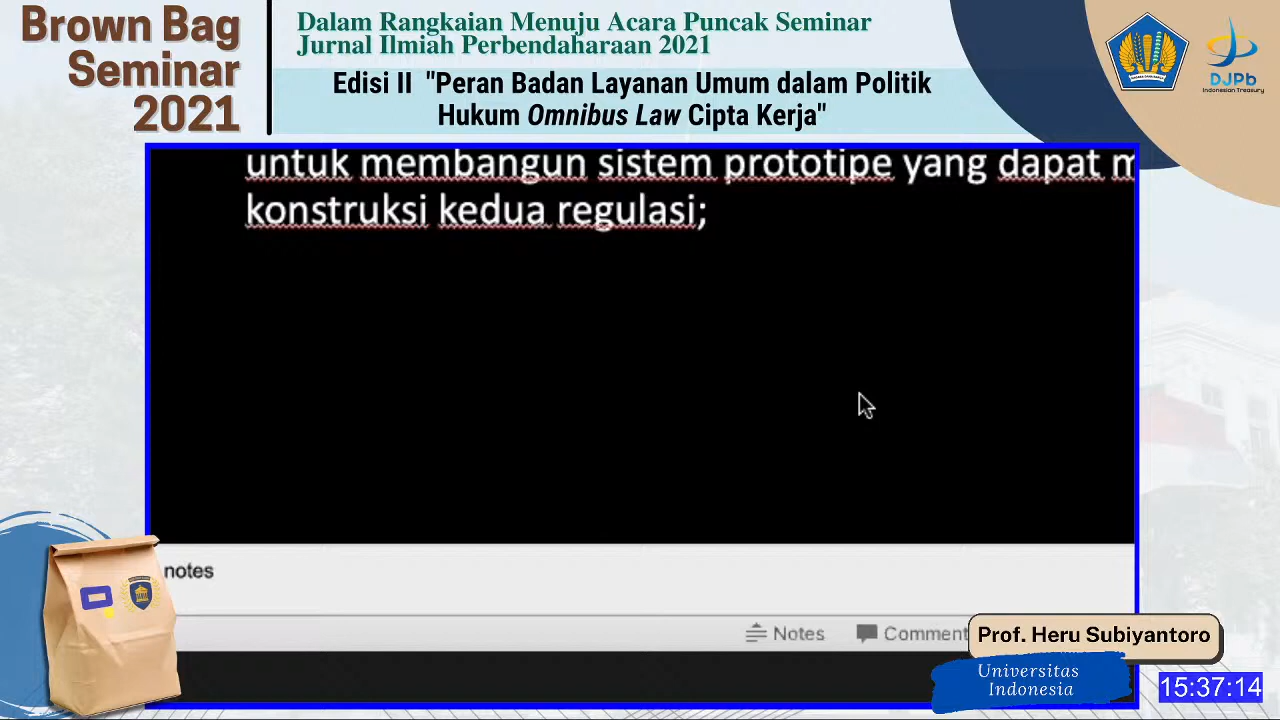 Brown Bag
Seminar
2021
Dalam Rangkaian Menuju Acara Puncak Seminar
Jurnal Ilmiah Perbendaharaan 2021
Edisi II "Peran Badan Layanan Umum dalam Politik
Hukum Omnibus Law Cipta Kerja"
DJPb
Indonesian Treasury
untuk membangun sistem prototipe yang dapat m
konstruksi kedua regulasi;
notes
Notes
Comment
Prof. Heru Subiyantoro
Universitas
Indonesia
15:37:14